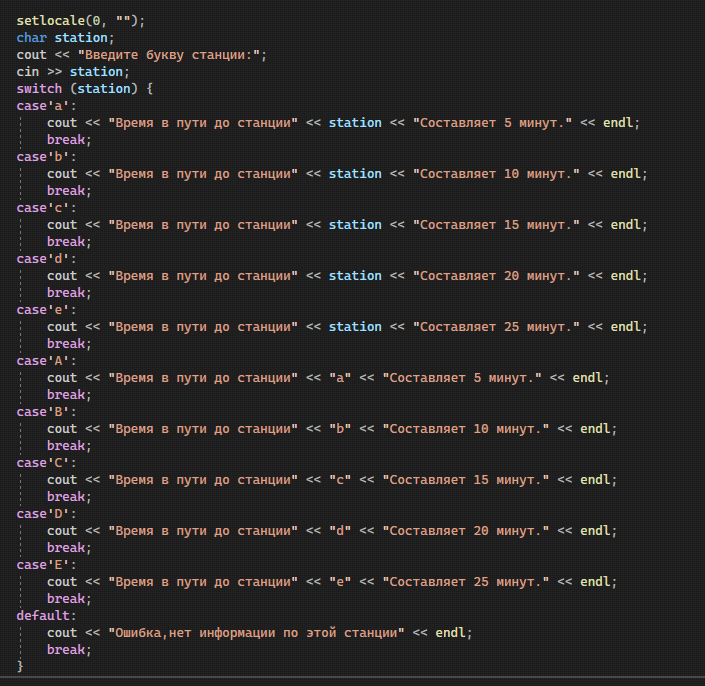 setlocale(0, "");
char station;
cout << "Введите букву станции:";
cin >> station;
switch (station) {
case'a':
    cout << "Время в пути до станции" << station << "Составляет 5 минут." << endl;
    break;
case'b':
    cout << "Время в пути до станции" << station << "Составляет 10 минут." << endl;
    break;
case'c':
    cout << "Время в пути до станции" << station << "Составляет 15 минут." << endl;
    break;
case'd':
    cout << "Время в пути до станции" << station << "Составляет 20 минут." << endl;
    break;
case'e':
    cout << "Время в пути до станции" << station << "Составляет 25 минут." << endl;
    break;
case'A':
    cout << "Время в пути до станции" << "a" << "Составляет 5 минут." << endl;
    break;
case'B':
    cout << "Время в пути до станции" << "b" << "Составляет 10 минут." << endl;
    break;
case'C':
    cout << "Время в пути до станции" << "c" << "Составляет 15 минут." << endl;
    break;
case'D':
    cout << "Время в пути до станции" << "d" << "Составляет 20 минут." << endl;
    break;
case'E':
    cout << "Время в пути до станции" << "e" << "Составляет 25 минут." << endl;
    break;
default:
    cout << "Ошибка,нет информации по этой станции" << endl;
    break;
}